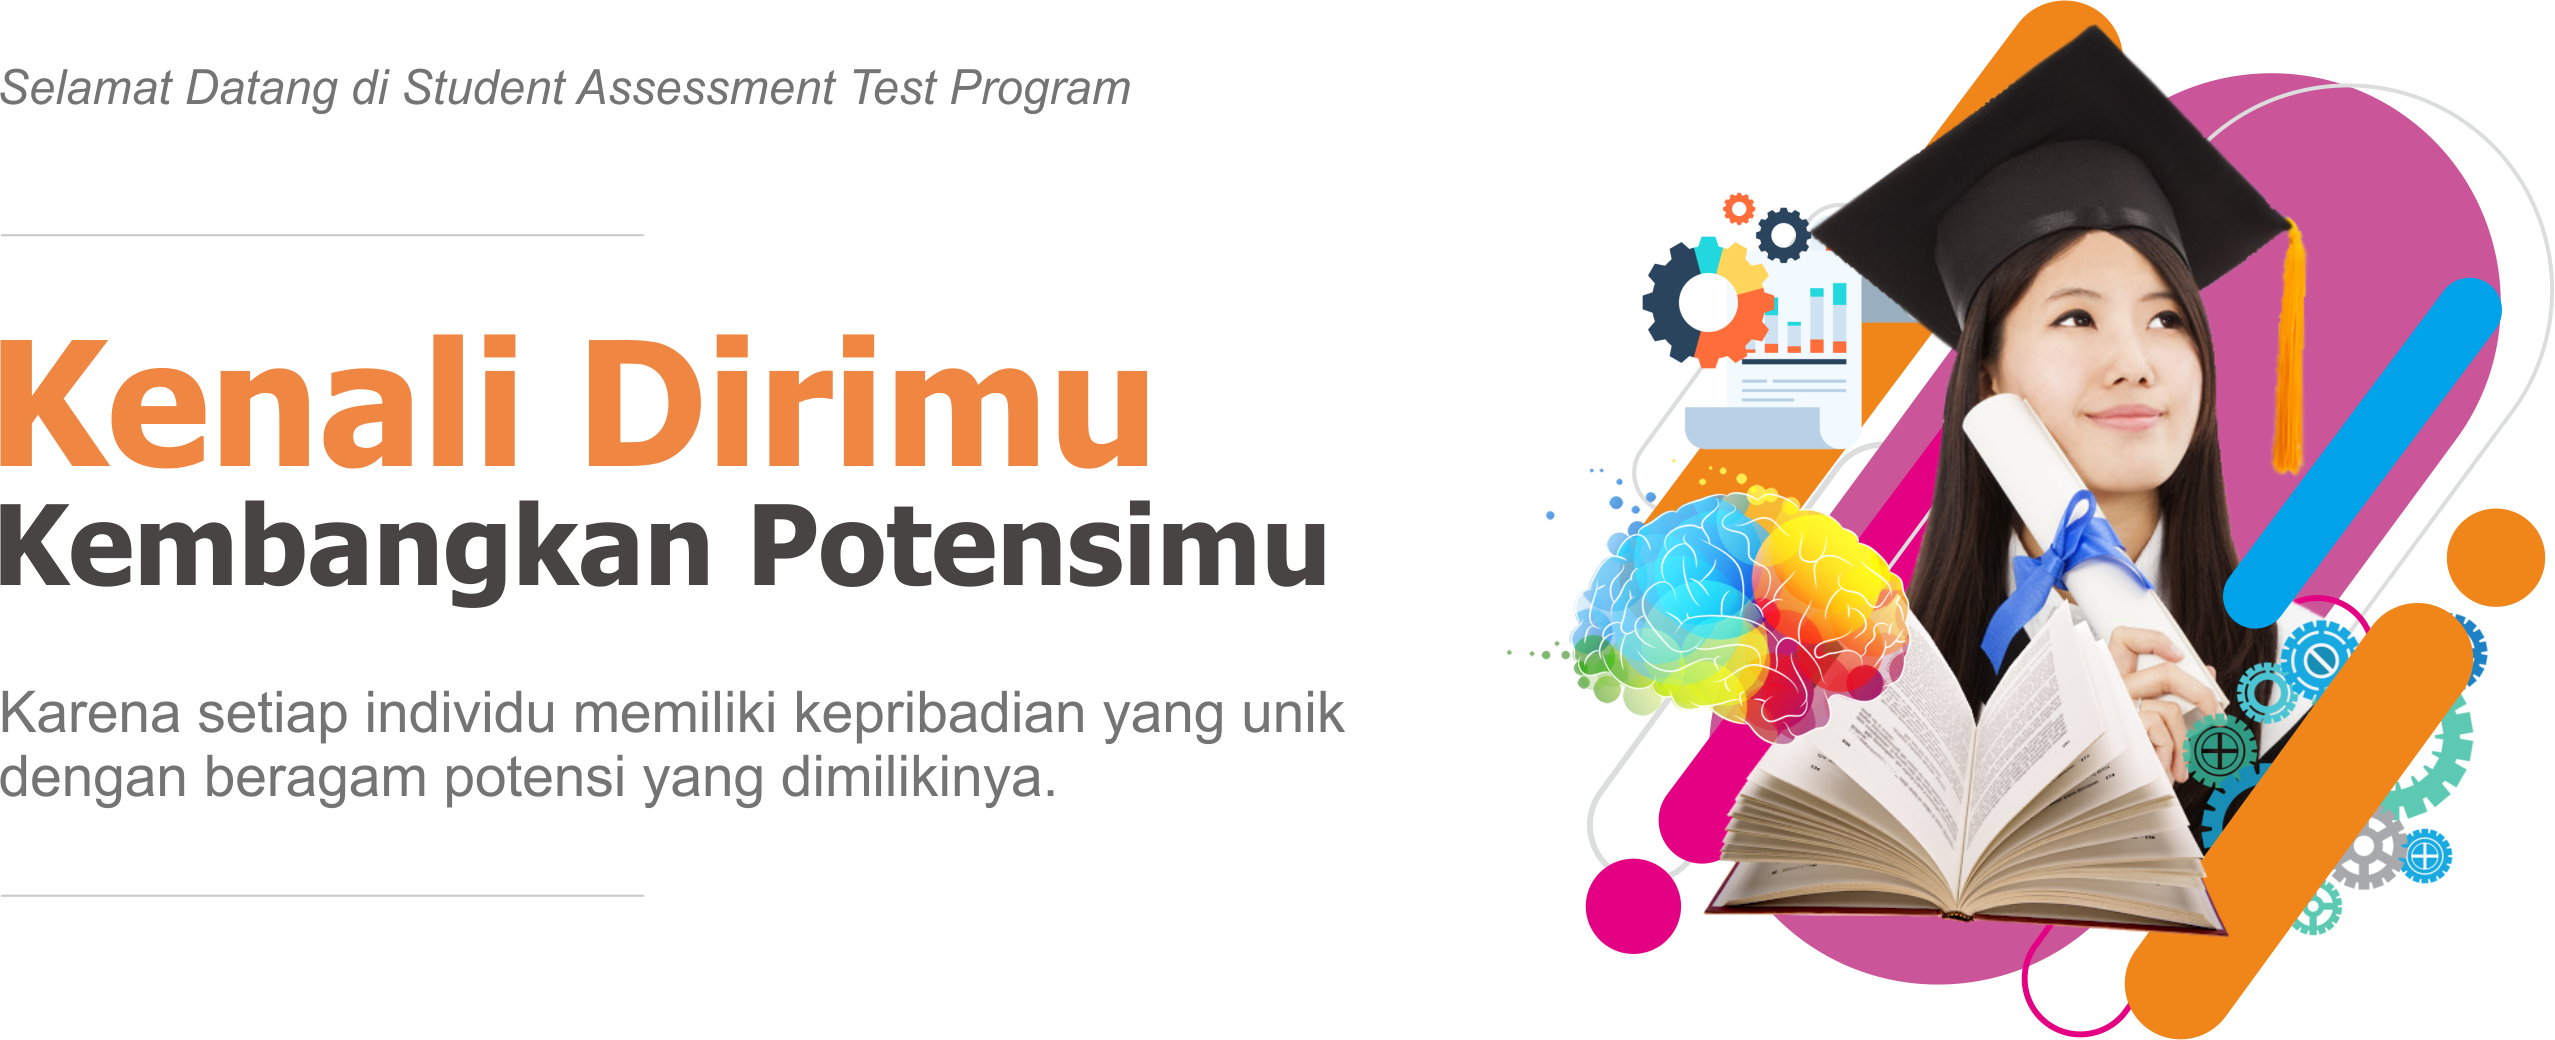 Selamat Datang di Student Assessment Test Program
Kenali Dirimu
Kembangkan Potensimu
Karena setiap individu memiliki kepribadian yang unik
dengan beragam potensi yang dimilikinya.